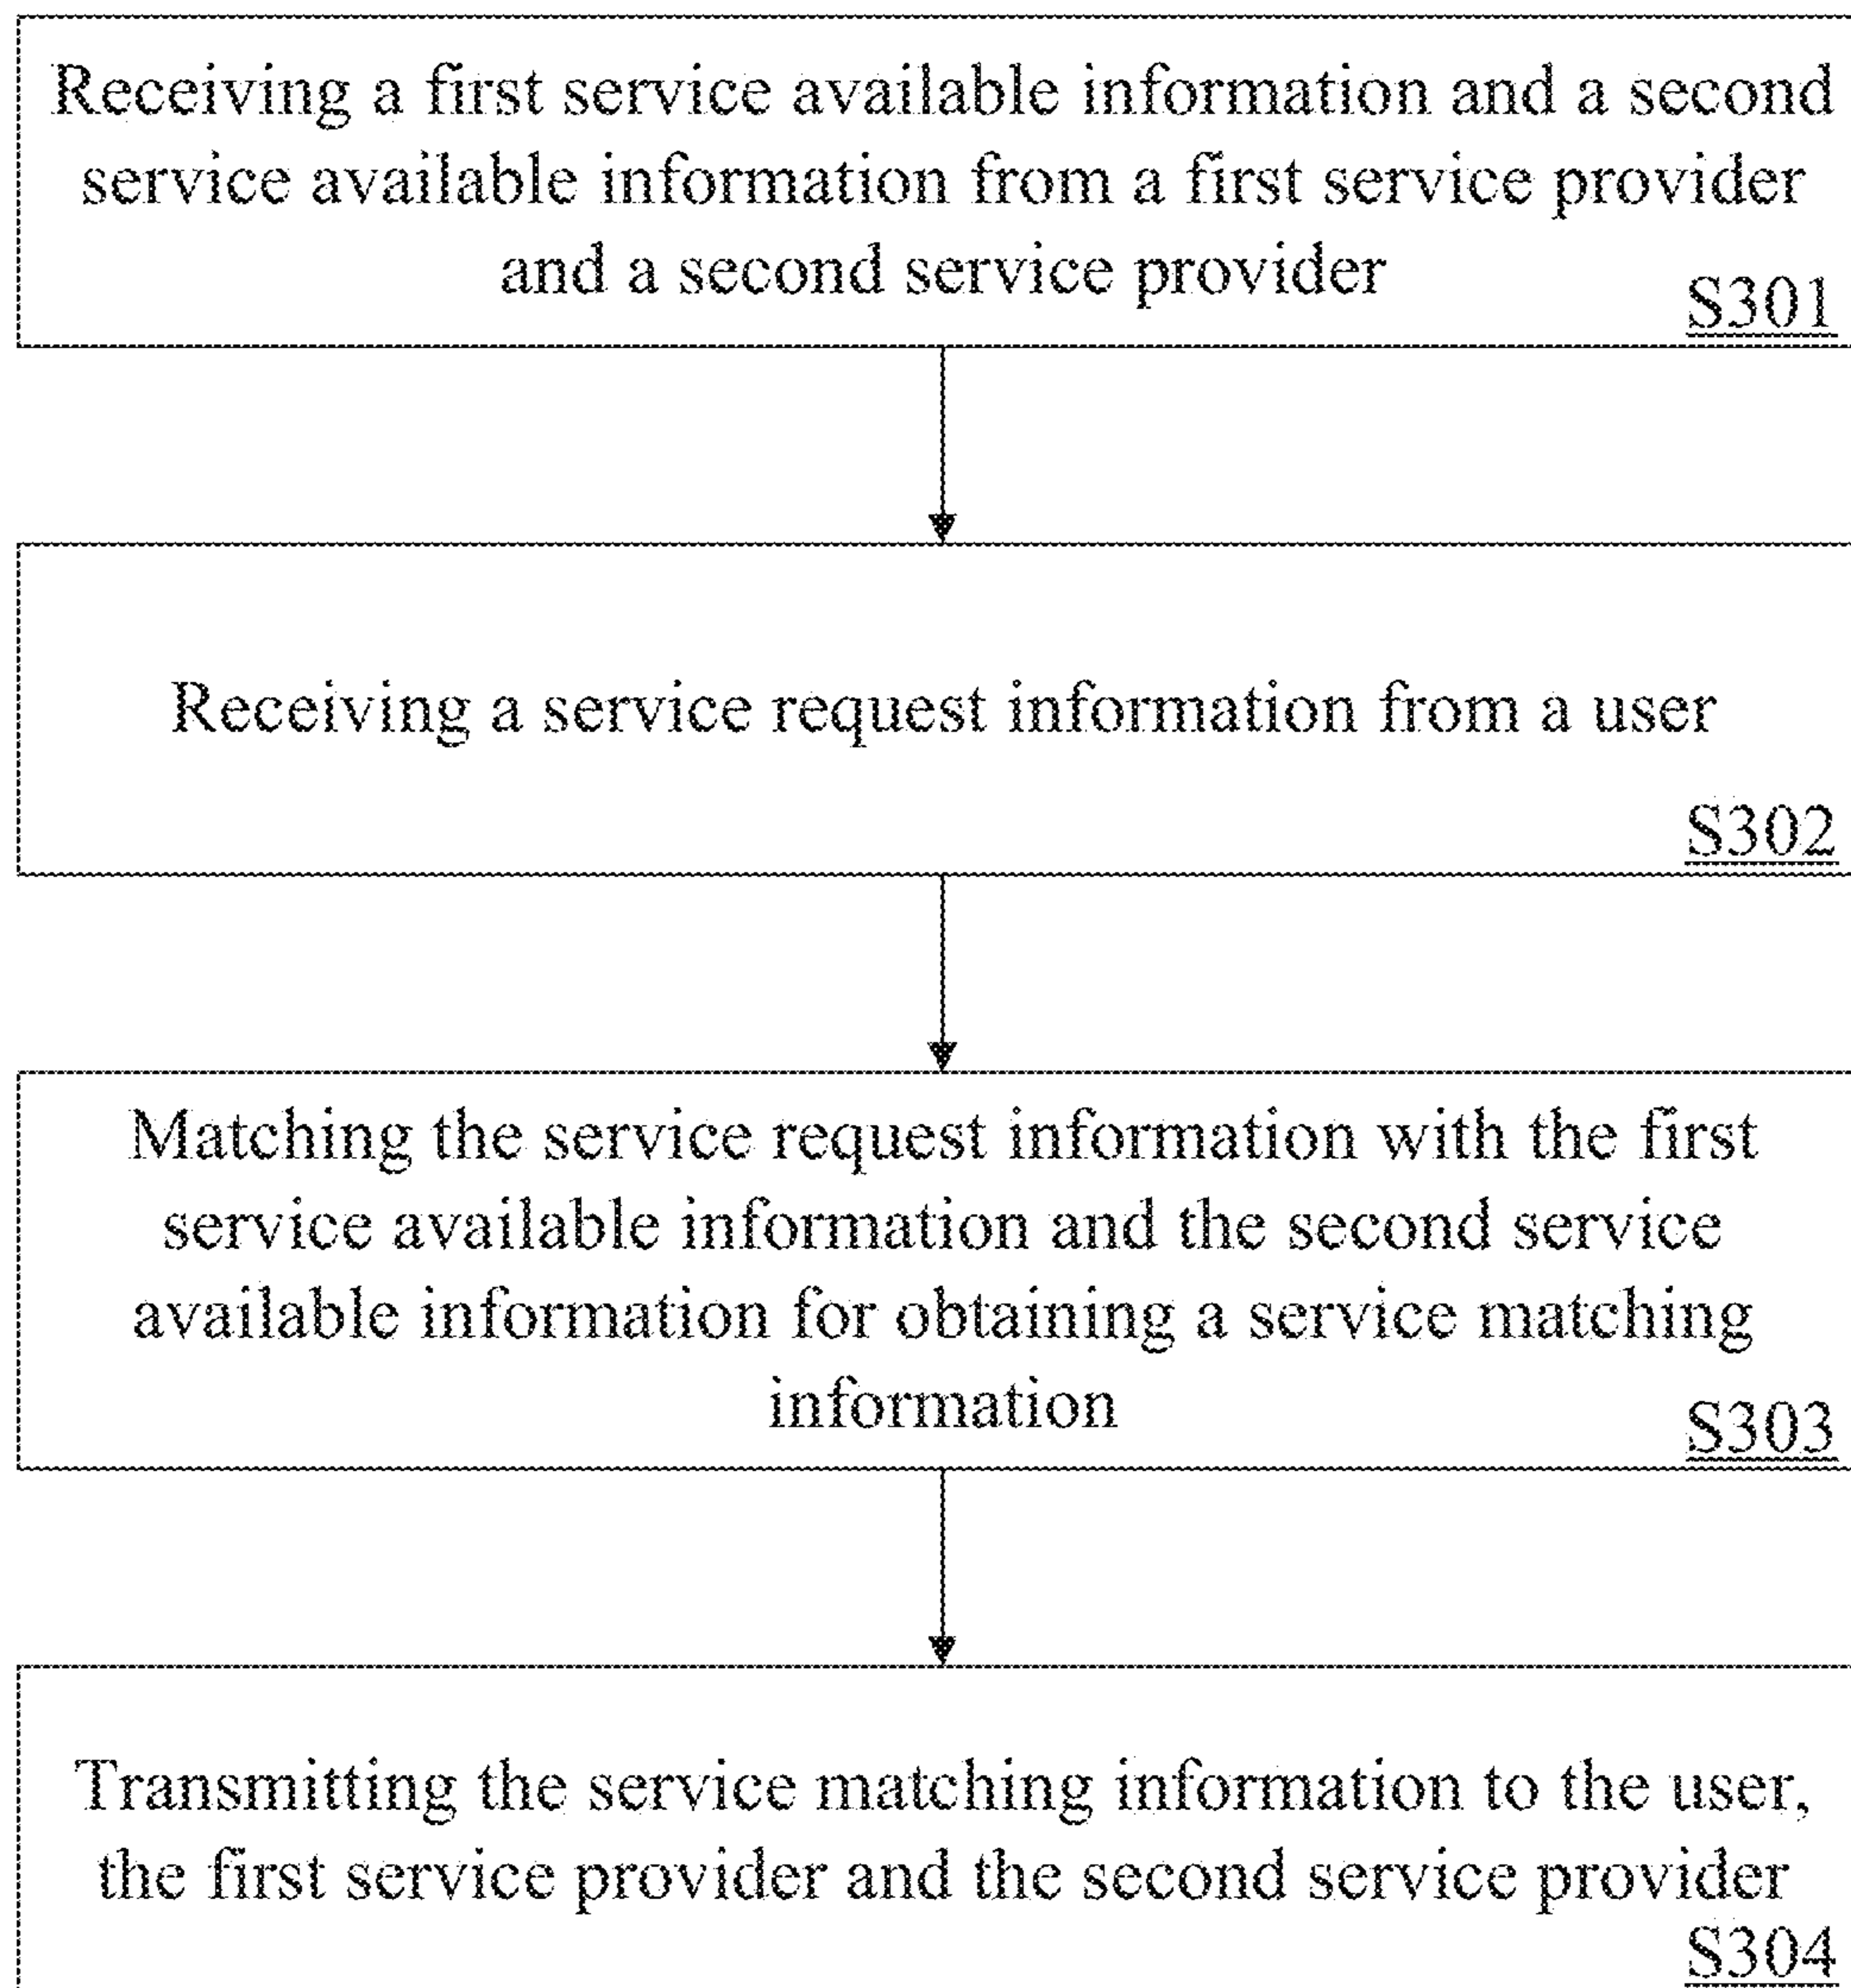 Receiving a first service available information and a second
service available information from a first service provider
and a second service provider
S301
Receiving a service request information from a user
S302
Matching the service request information with the first
service available information and the second service
available information for obtaining a service matching
information
S303
Transmitting the service matching information to the user,
the first service provider and the second service provider
S304